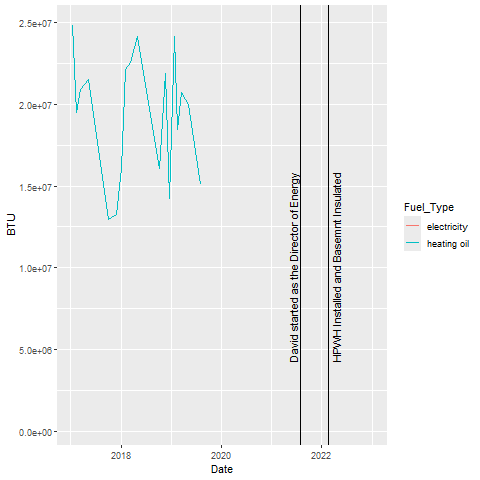 2.5e+07
2.0e+07
1.5e+07
1.0e+07
5.0e+06
0.0e+00
BTU
2018
2020
2022
Date
David started as the Director of Energy
HPWH Installed and Basemnt Insulated
Fuel_Type
electricity
heating oil